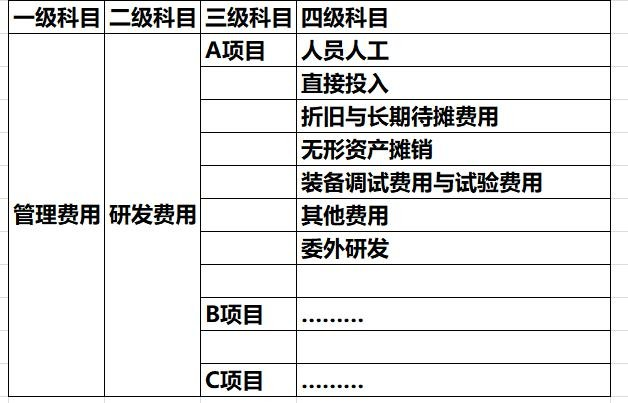 一级科目 二级科目 三级科目 四级科目
管理费用 研发费用 A项目 人员人工
直接投入
折旧与长期待摊费用
无形资产摊销
装备调试费用与试验费用
其他费用
委外研发
B项目 .........
C项目 .........